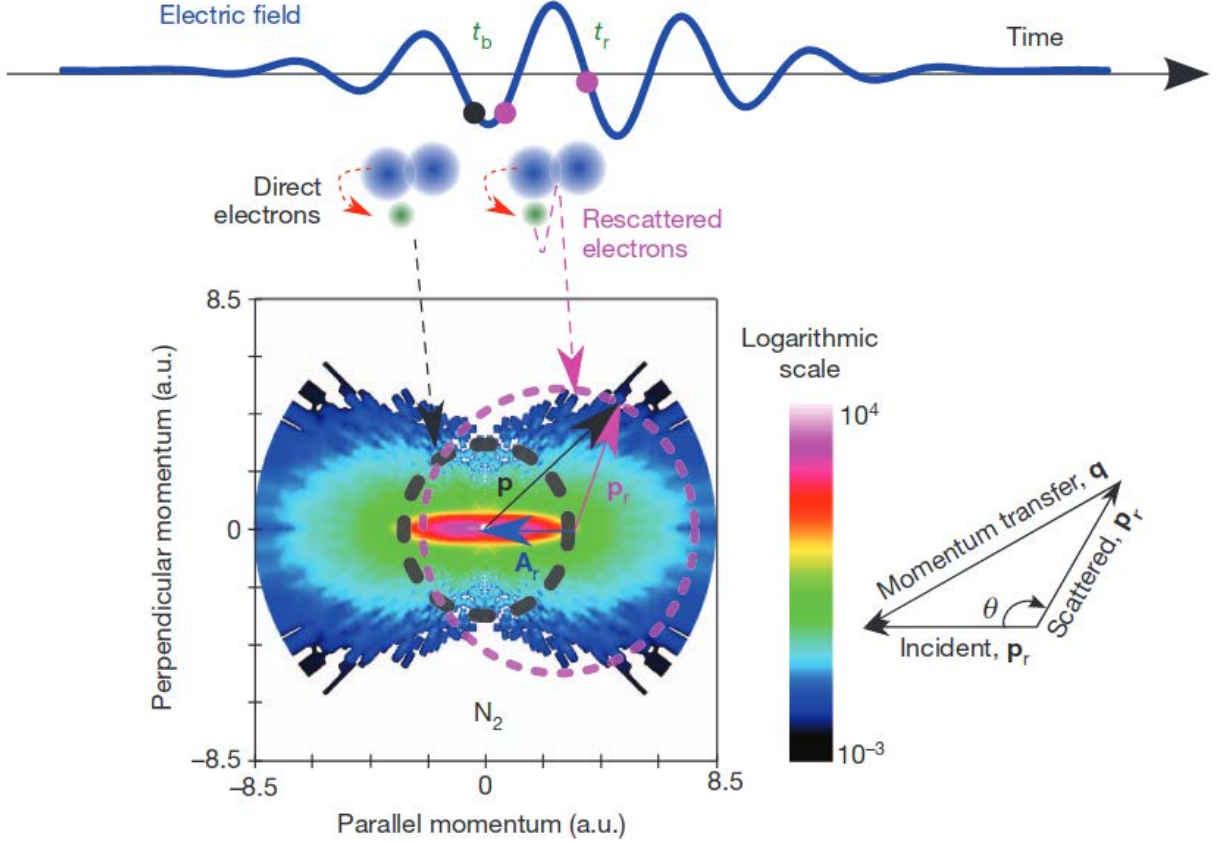 Electric field
t_b
t_r
Time
Direct
electrons
Rescattered
electrons
8.5
0
–8.5
Perpendicular momentum (a.u.)
p
p_r
A_r
N_2
–8.5
0
8.5
Parallel momentum (a.u.)
Logarithmic
scale
10^4
10^–3
Momentum transfer, q
θ
Scattered, p_r
Incident, p_r